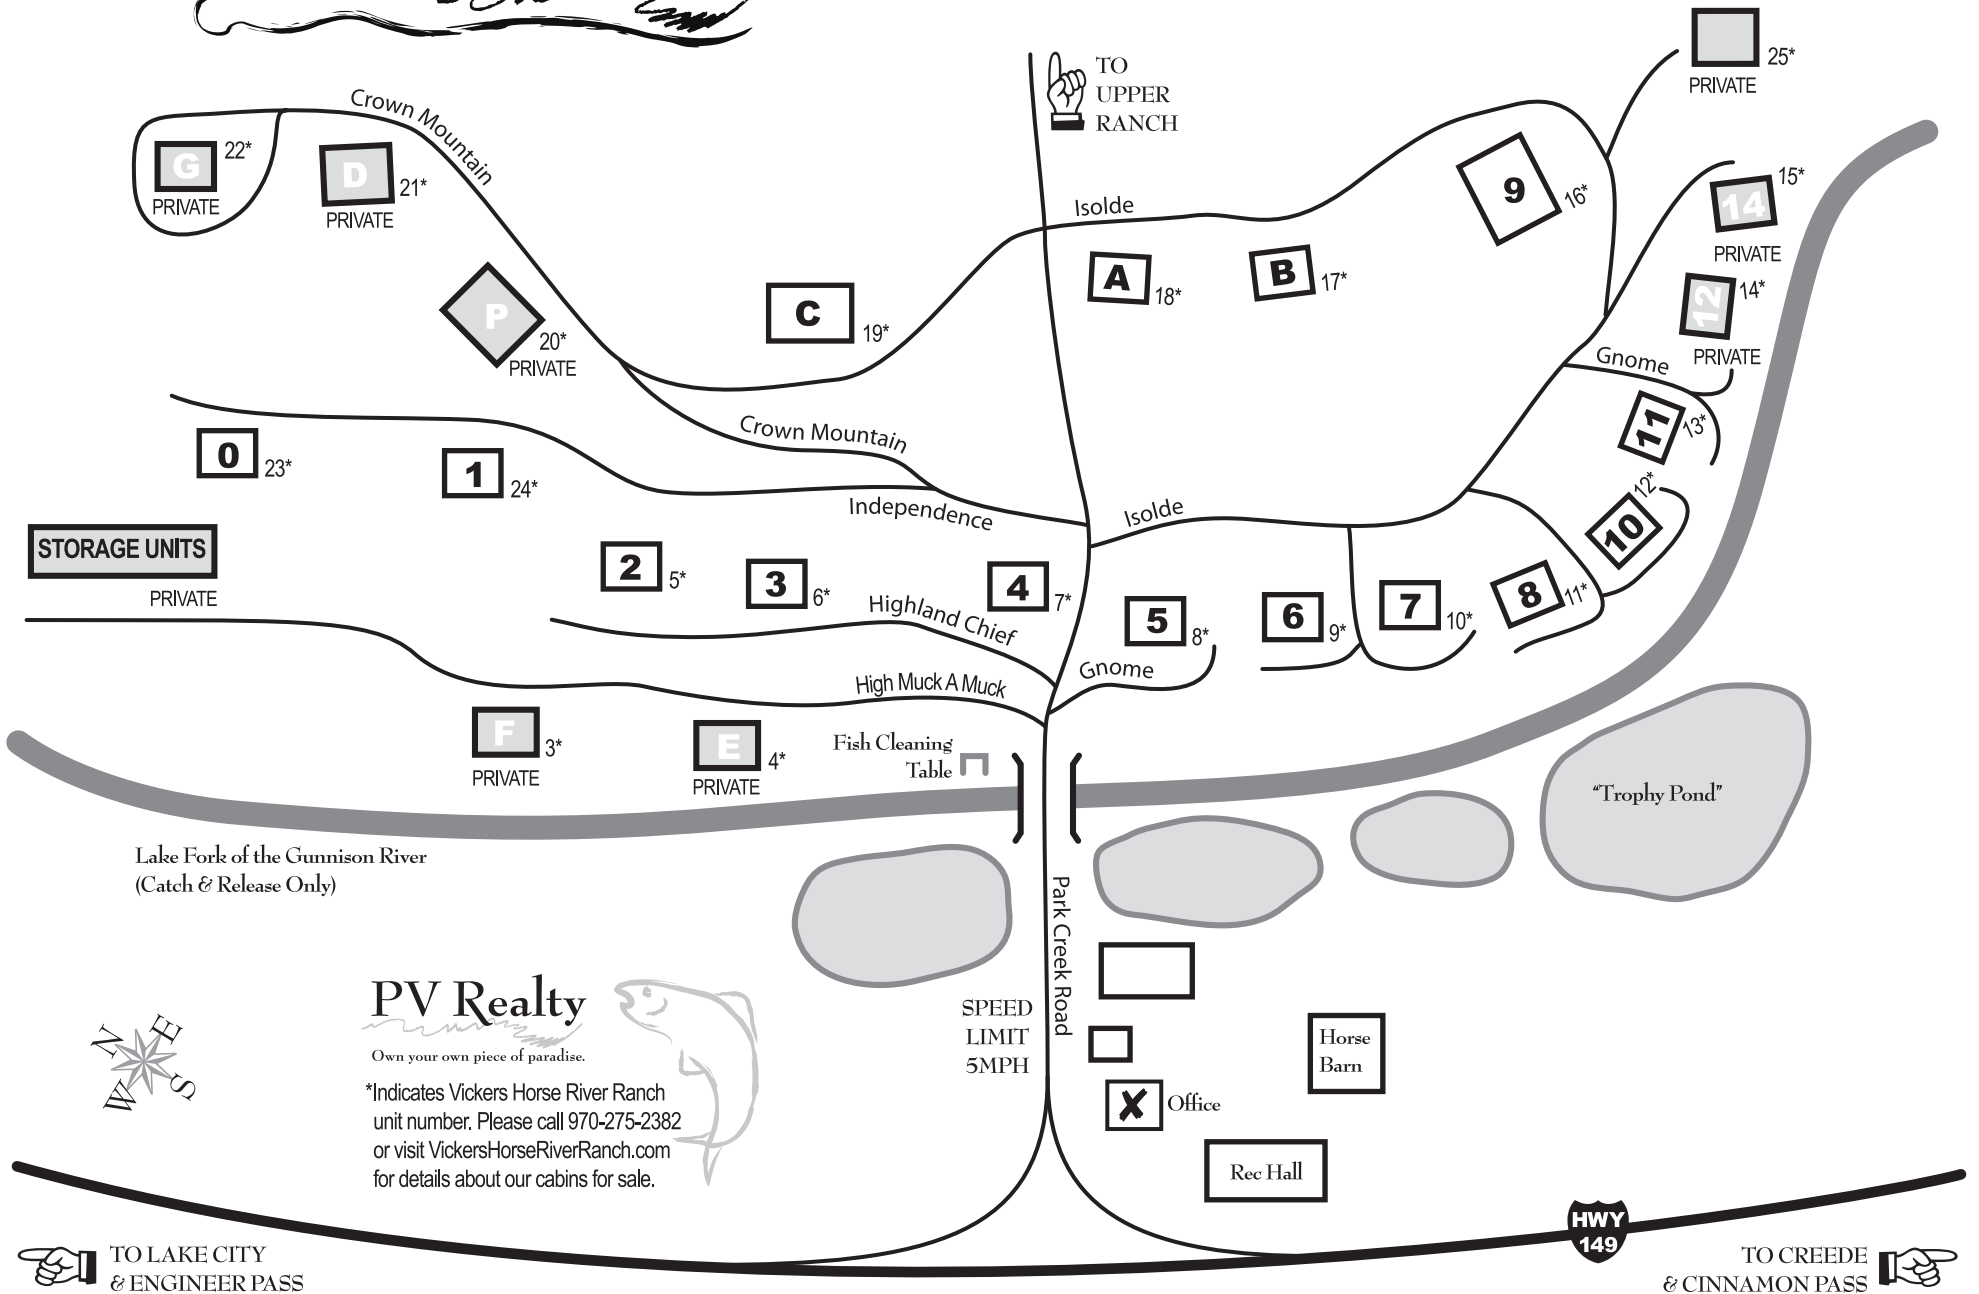 TO
UPPER
RANCH
25*
PRIVATE
Crown Mountain
G
22*
PRIVATE
D
21*
PRIVATE
P
20*
PRIVATE
C
19*
Isolde
A
18*
B
17*
9
16*
14
15*
PRIVATE
12
14*
PRIVATE
Gnome
11
13*
10
12*
0
23*
1
24*
Crown Mountain
Independence
Isolde
STORAGE UNITS
PRIVATE
2
5*
3
6*
4
7*
Highland Chief
5
8*
Gnome
6
9*
7
10*
8
11*
High Muck A Muck
F
3*
PRIVATE
E
4*
PRIVATE
Fish Cleaning
Table
"Trophy Pond"
Lake Fork of the Gunnison River
(Catch & Release Only)
Park Creek Road
SPEED
LIMIT
5MPH
Horse
Barn
X
Office
Rec Hall
N
E
W
S
PV Realty
Own your own piece of paradise.
*Indicates Vickers Horse River Ranch
unit number. Please call 970-275-2382
or visit VickersHorseRiverRanch.com
for details about our cabins for sale.
HWY
149
TO LAKE CITY
& ENGINEER PASS
TO CREEDE
& CINNAMON PASS